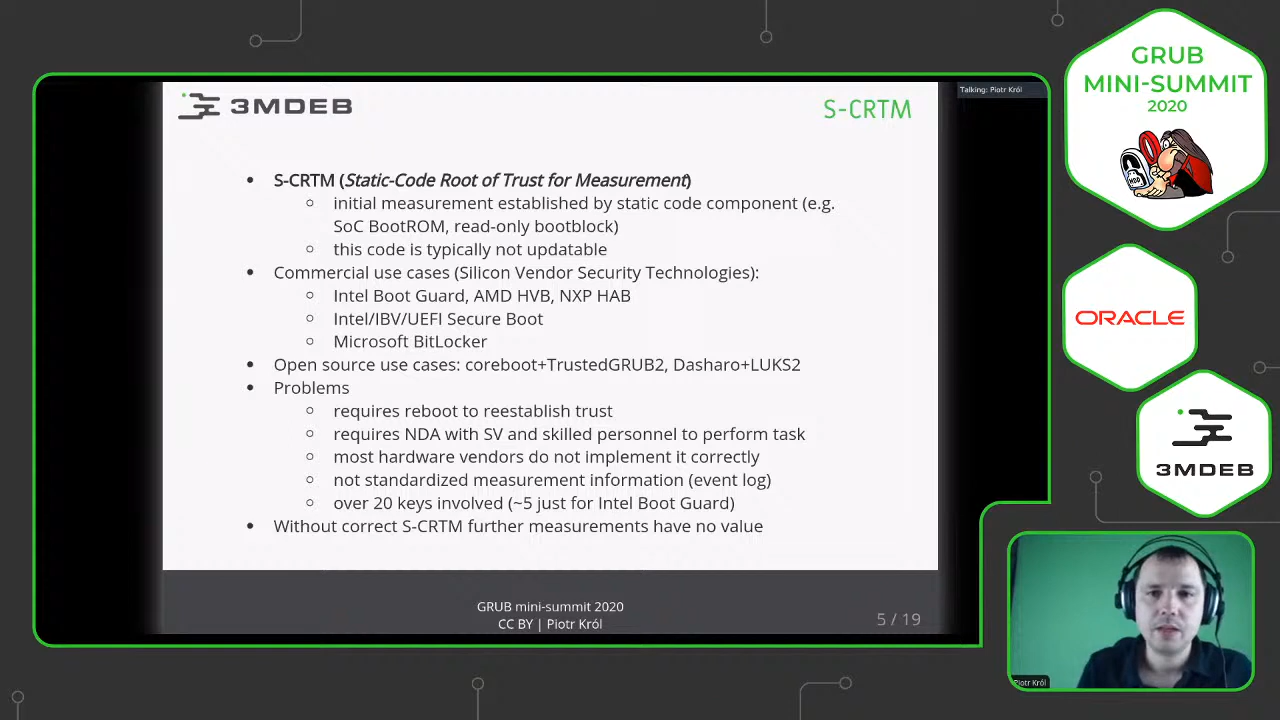 3MDEB
S-CRTM
Talking: Piotr Król
• S-CRTM (Static-Code Root of Trust for Measurement)
○ initial measurement established by static code component (e.g.
SoC BootROM, read-only bootblock)
○ this code is typically not updatable
• Commercial use cases (Silicon Vendor Security Technologies):
○ Intel Boot Guard, AMD HVB, NXP HAB
○ Intel/IBV/UEFI Secure Boot
○ Microsoft BitLocker
• Open source use cases: coreboot+TrustedGRUB2, Dasharo+LUKS2
• Problems
○ requires reboot to reestablish trust
○ requires NDA with SV and skilled personnel to perform task
○ most hardware vendors do not implement it correctly
○ not standardized measurement information (event log)
○ over 20 keys involved (~5 just for Intel Boot Guard)
• Without correct S-CRTM further measurements have no value
GRUB mini-summit 2020
CC BY | Piotr Król
5 / 19
GRUB
MINI-SUMMIT
2020
ORACLE
3MDEB
Piotr Król